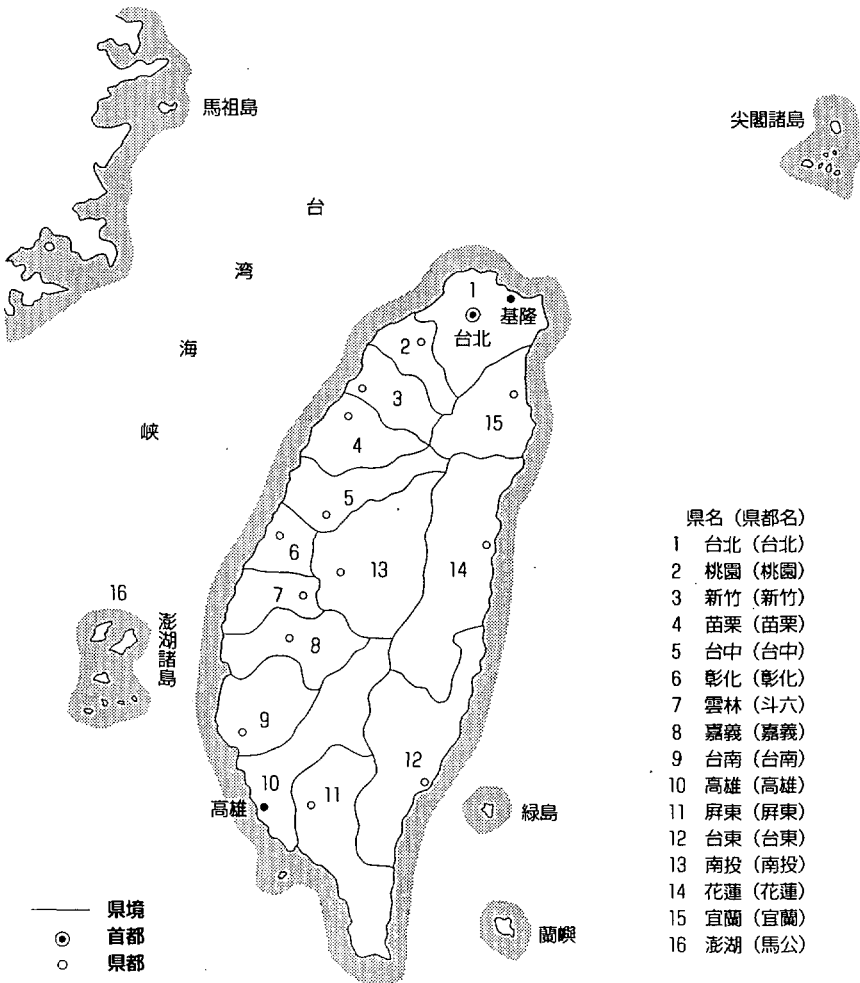 馬祖島
尖閣諸島
台湾海峡
1
基隆
台北
2
3
15
4
5
6
13
14
7
8
16
澎湖諸島
9
10
高雄
11
12
緑島
蘭嶼
県境
首都
県都
県名（県都名）
1 台北（台北）
2 桃園（桃園）
3 新竹（新竹）
4 苗栗（苗栗）
5 台中（台中）
6 彰化（彰化）
7 雲林（斗六）
8 嘉義（嘉義）
9 台南（台南）
10 高雄（高雄）
11 屏東（屏東）
12 台東（台東）
13 南投（南投）
14 花蓮（花蓮）
15 宜蘭（宜蘭）
16 澎湖（馬公）